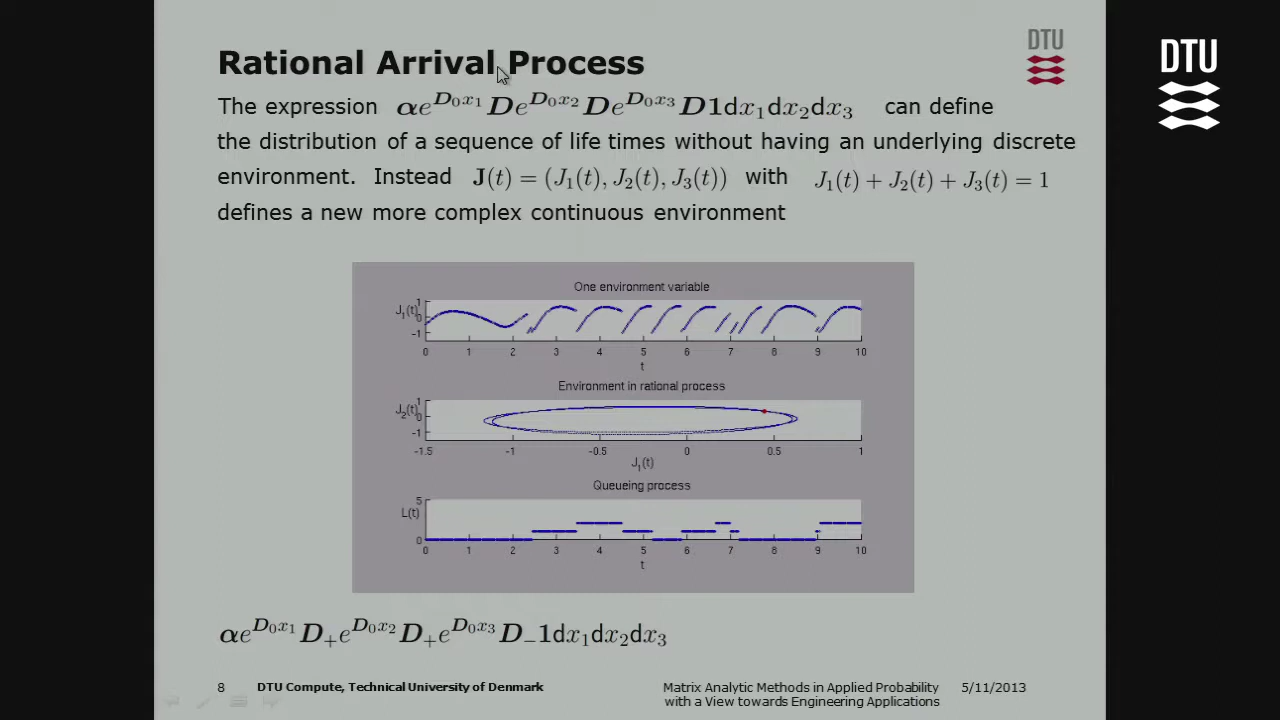 DTU
DTU
Rational Arrival Process
The expression αe^{D₀x₁}De^{D₀x₂}De^{D₀x₃}D1dx₁dx₂dx₃ can define
the distribution of a sequence of life times without having an underlying discrete
environment. Instead J(t) = (J₁(t), J₂(t), J₃(t)) with J₁(t) + J₂(t) + J₃(t) = 1
defines a new more complex continuous environment
One environment variable
J₁(t)
1
0
-1
0 1 2 3 4 5 6 7 8 9 10
t
Environment in rational process
J₂(t)
1
0
-1
-1.5 -1 -0.5 0 0.5 1
J₁(t)
Queueing process
5
L(t)
0
0 1 2 3 4 5 6 7 8 9 10
t
αe^{D₀x₁}D₊e^{D₀x₂}D₊e^{D₀x₃}D₋1dx₁dx₂dx₃
8 DTU Compute, Technical University of Denmark Matrix Analytic Methods in Applied Probability 5/11/2013
with a View towards Engineering Applications